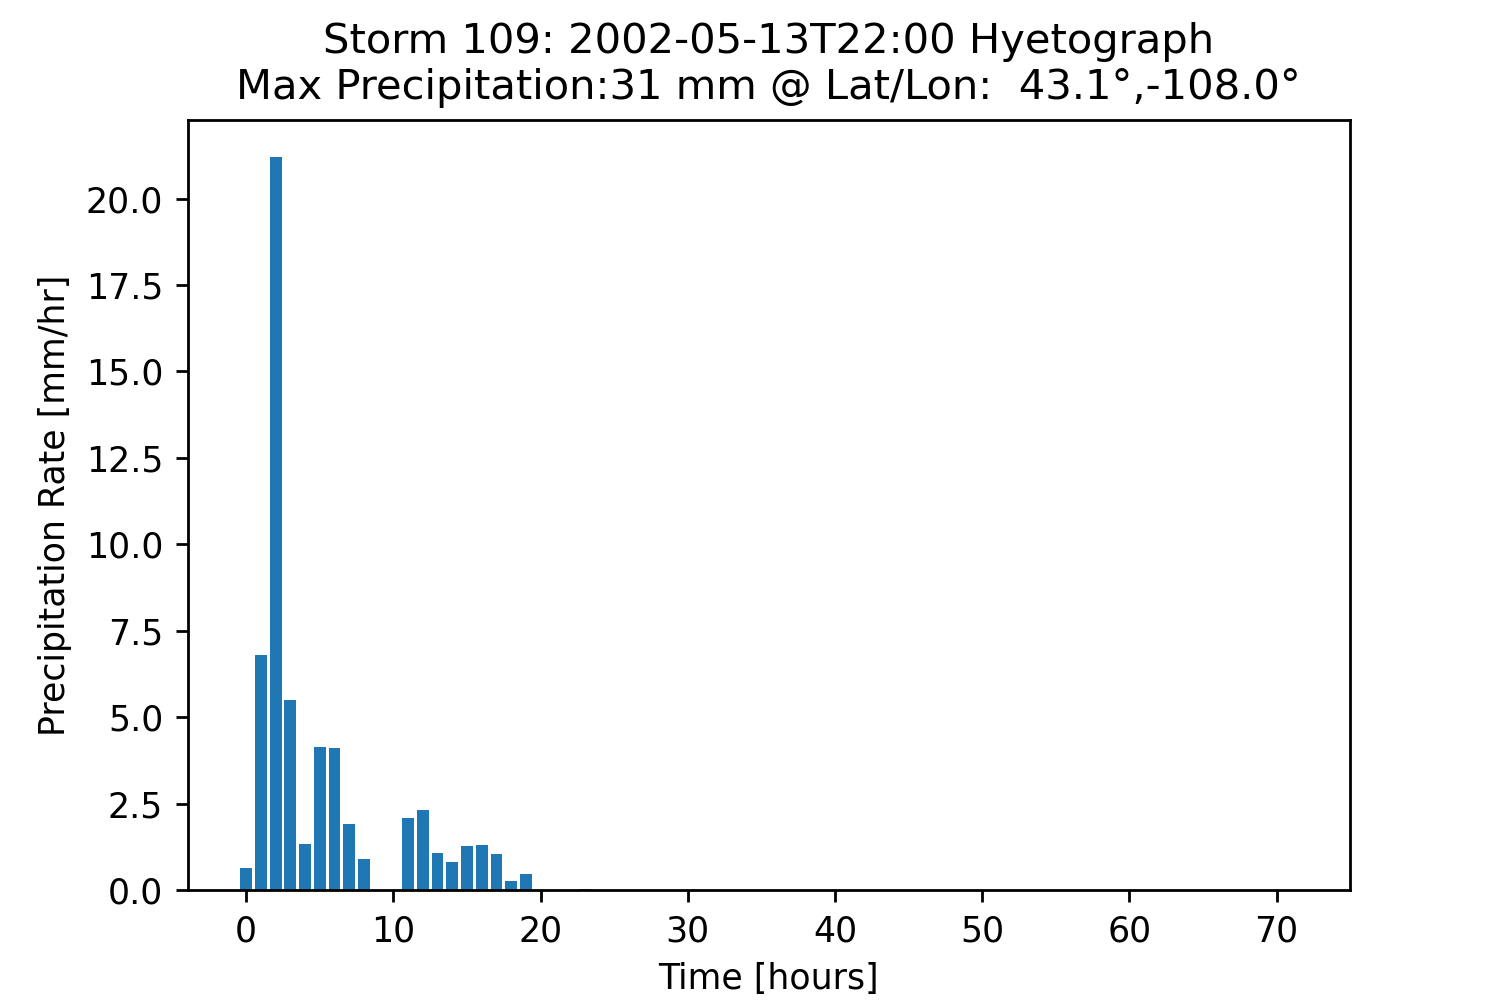 Storm 109: 2002-05-13T22:00 Hyetograph
Max Precipitation:31 mm @ Lat/Lon:  43.1°,-108.0°
Precipitation Rate [mm/hr]
20.0
17.5
15.0
12.5
10.0
7.5
5.0
2.5
0.0
0 10 20 30 40 50 60 70
Time [hours]